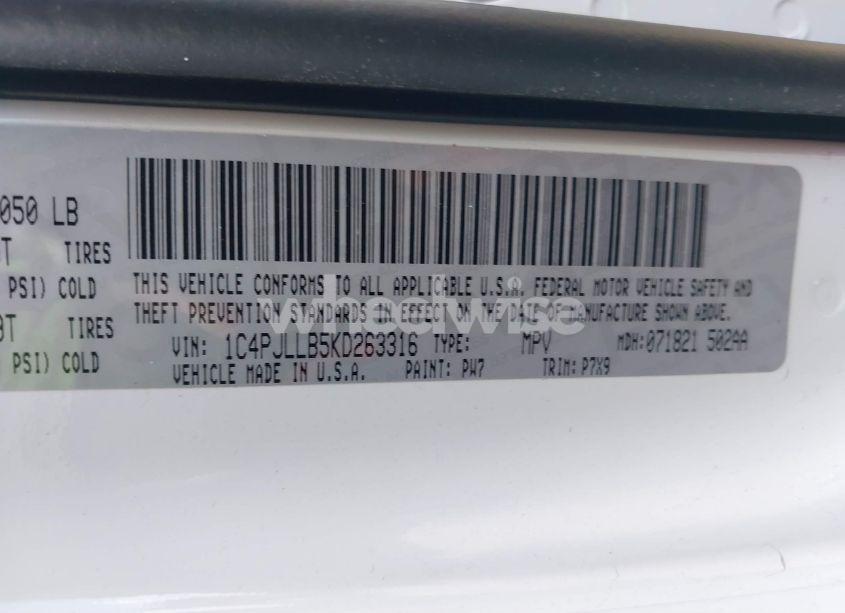 050 LB
TIRES
PSI) COLD
TIRES
PSI) COLD
THIS VEHICLE CONFORMS TO ALL APPLICABLE U.S.A. FEDERAL MOTOR VEHICLE SAFETY AND
THEFT PREVENTION STANDARDS IN EFFECT ON THE DATE OF MANUFACTURE SHOWN ABOVE.
VIN: 1C4PJLLB5KD263316 TYPE: MPV MDH: 071821 502AA
VEHICLE MADE IN U.S.A. PAINT: PW7 TRIM: P7X9
wheelwise